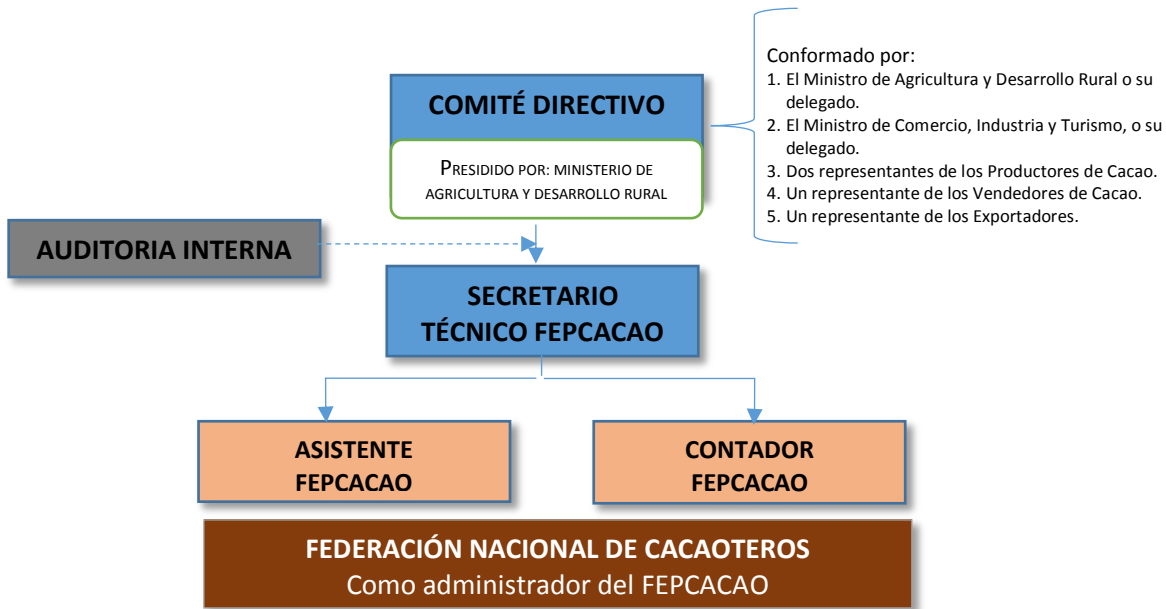 COMITÉ DIRECTIVO
PRESIDIDO POR: MINISTERIO DE
AGRICULTURA Y DESARROLLO RURAL
Conformado por:
1. El Ministro de Agricultura y Desarrollo Rural o su
delegado.
2. El Ministro de Comercio, Industria y Turismo, o su
delegado.
3. Dos representantes de los Productores de Cacao.
4. Un representante de los Vendedores de Cacao.
5. Un representante de los Exportadores.
AUDITORIA INTERNA
SECRETARIO
TÉCNICO FEPCACAO
ASISTENTE
FEPCACAO
CONTADOR
FEPCACAO
FEDERACIÓN NACIONAL DE CACAOTEROS
Como administrador del FEPCACAO